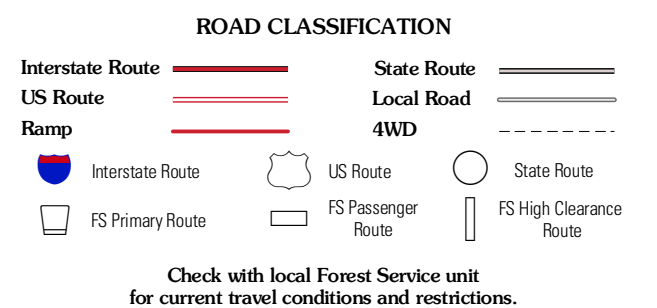 ROAD CLASSIFICATION
Interstate Route
State Route
US Route
Local Road
Ramp
4WD
Interstate Route
US Route
State Route
FS Primary Route
FS Passenger
Route
FS High Clearance
Route
Check with local Forest Service unit
for current travel conditions and restrictions.